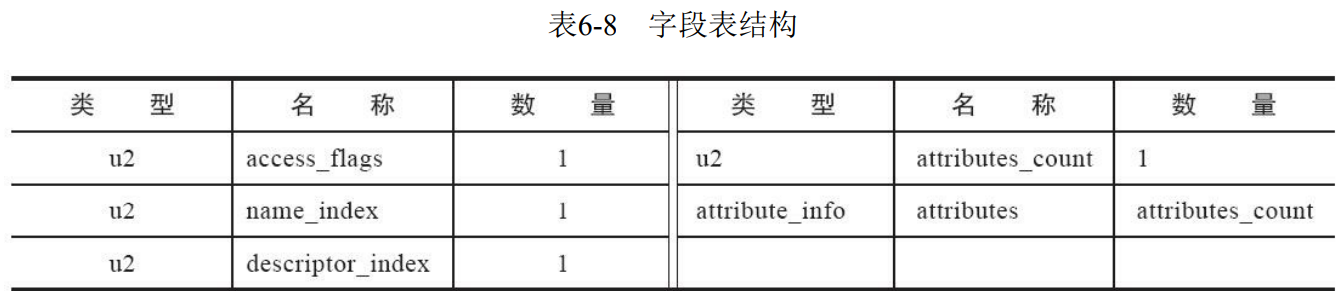 表6-8 字段表结构
类 型 名 称 数 量 类 型 名 称 数 量
u2 access_flags 1 u2 attributes_count 1
u2 name_index 1 attribute_info attributes attributes_count
u2 descriptor_index 1